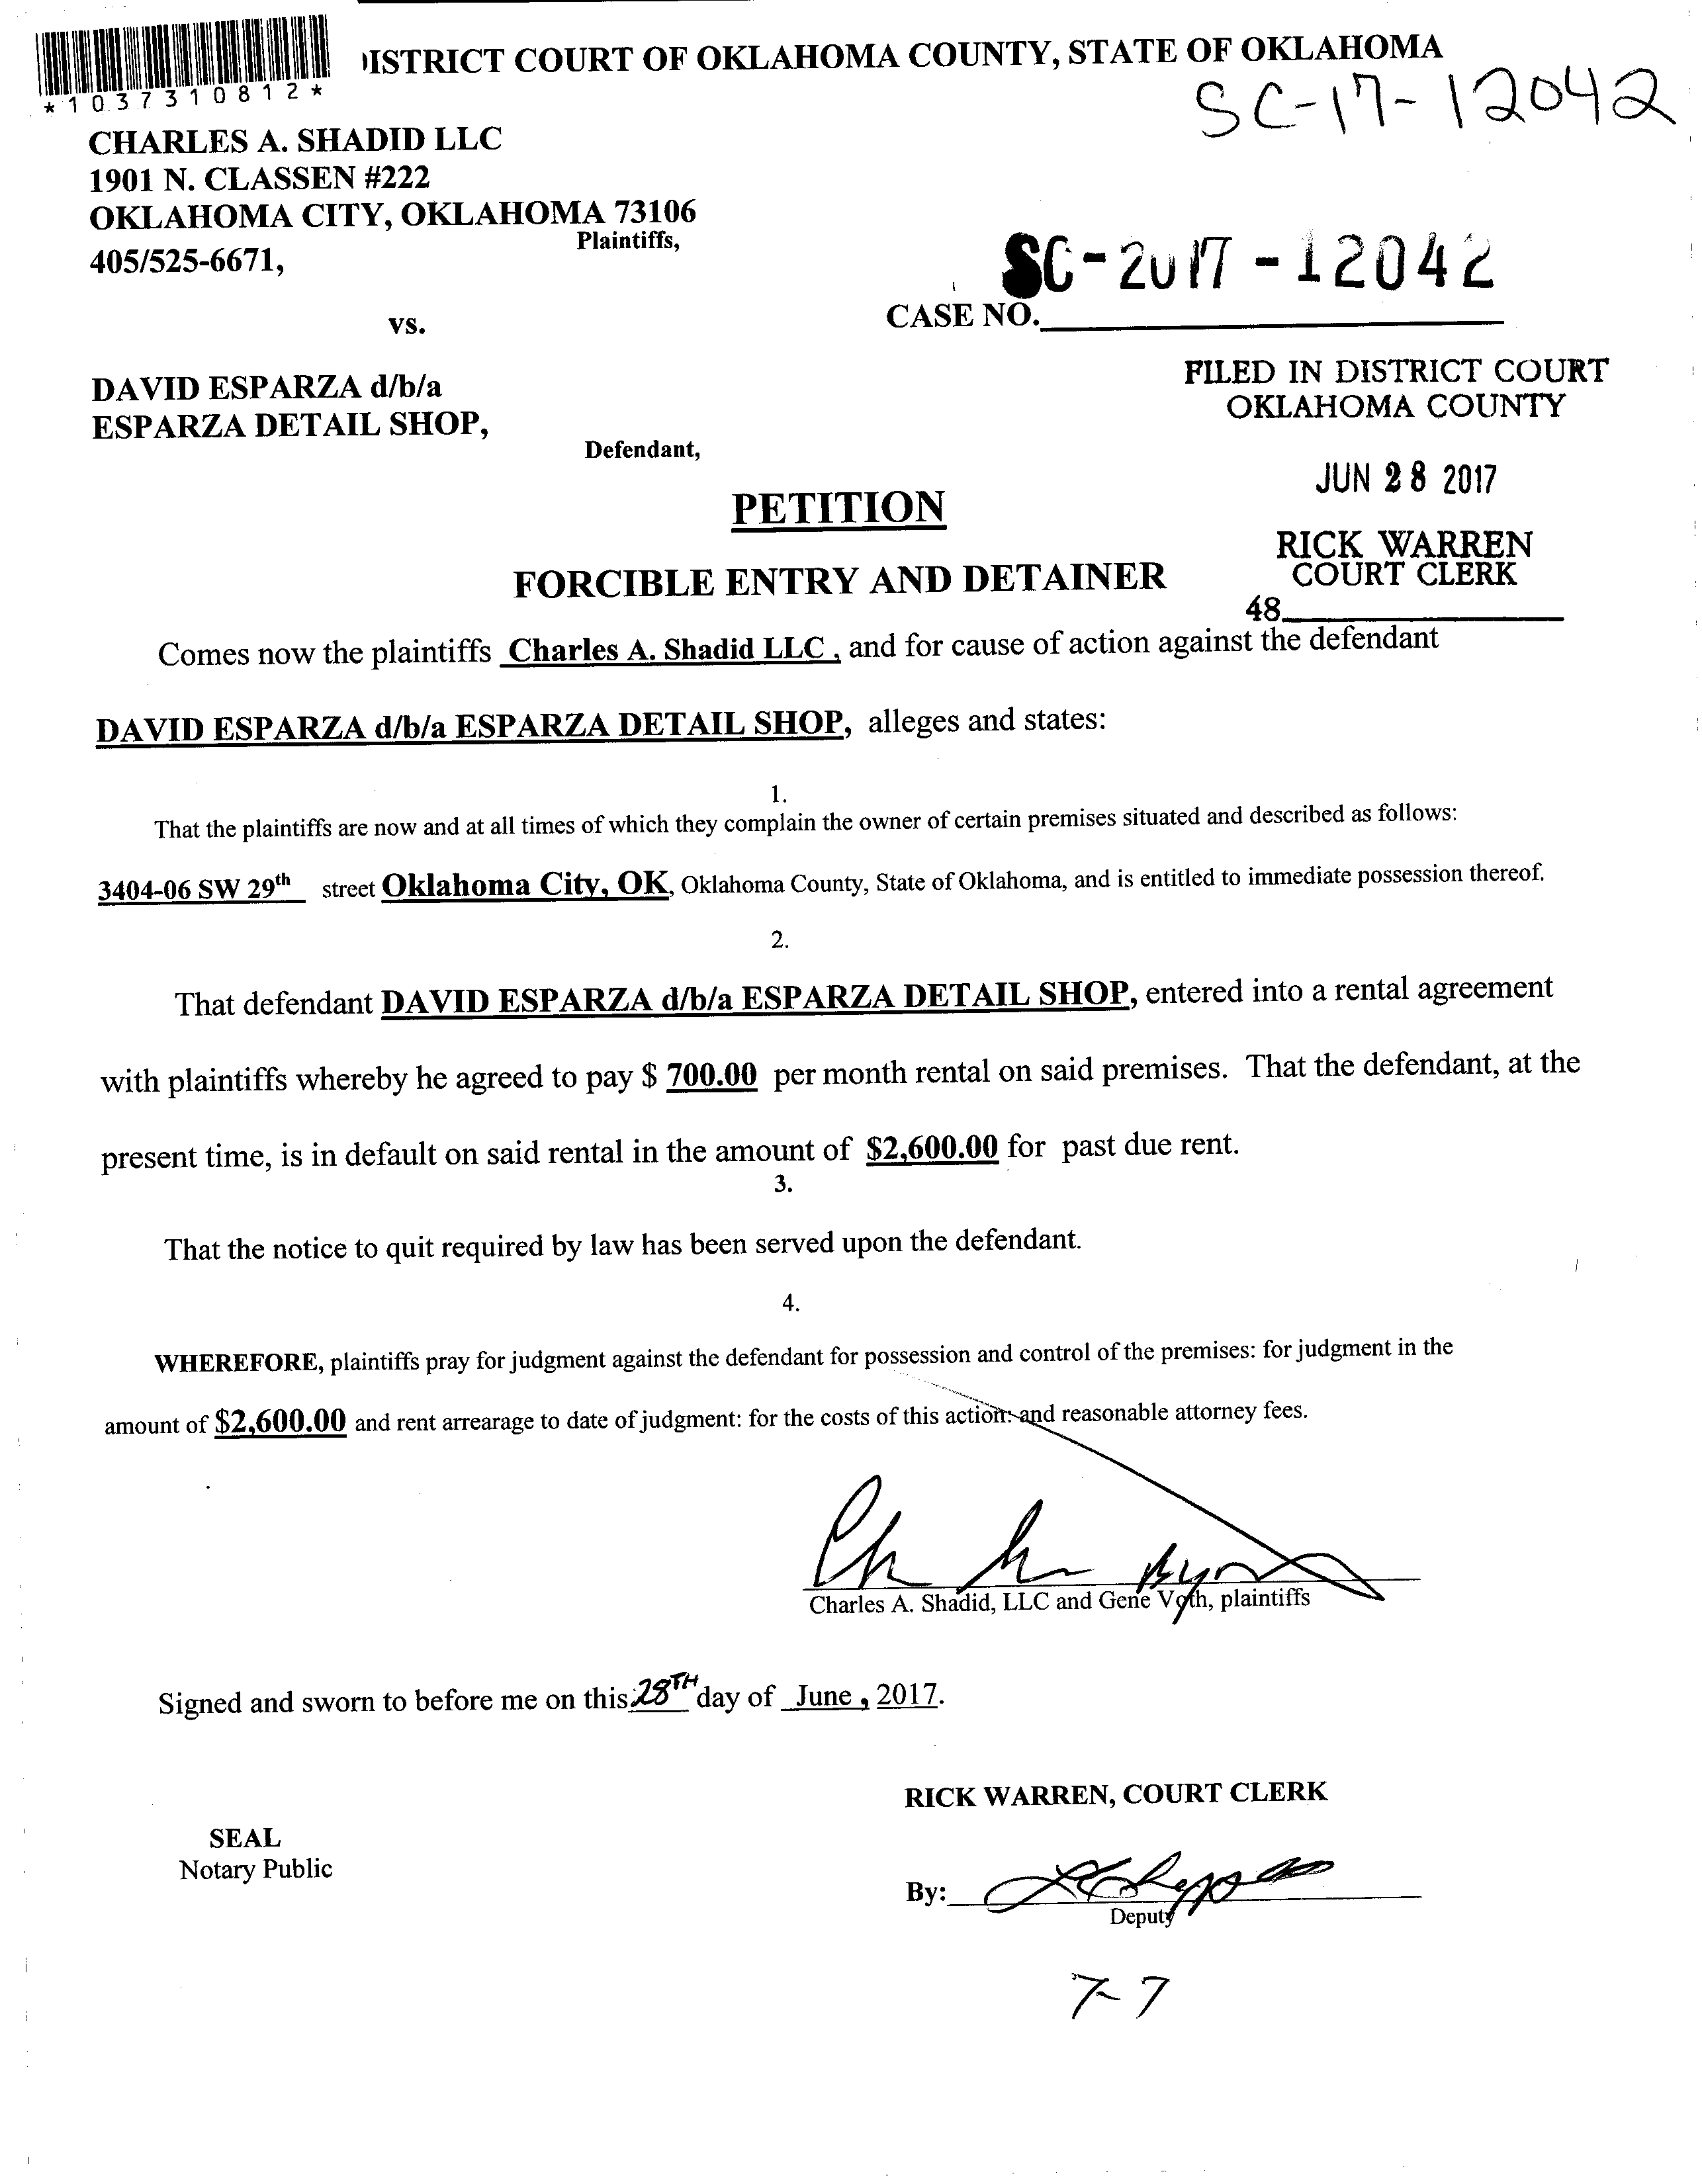 *1037310812*
ISTRICT COURT OF OKLAHOMA COUNTY, STATE OF OKLAHOMA
SC-17-12042
CHARLES A. SHADID LLC
1901 N. CLASSEN #222
OKLAHOMA CITY, OKLAHOMA 73106
Plaintiffs,
405/525-6671,
SC-2017-12042
vs.
CASE NO.
DAVID ESPARZA d/b/a
ESPARZA DETAIL SHOP,
Defendant,
FILED IN DISTRICT COURT
OKLAHOMA COUNTY
JUN 28 2017
PETITION
RICK WARREN
COURT CLERK
FORCIBLE ENTRY AND DETAINER
48
Comes now the plaintiffs Charles A. Shadid LLC , and for cause of action against the defendant
DAVID ESPARZA d/b/a ESPARZA DETAIL SHOP, alleges and states:
1.
That the plaintiffs are now and at all times of which they complain the owner of certain premises situated and described as follows:
3404-06 SW 29th street Oklahoma City, OK, Oklahoma County, State of Oklahoma, and is entitled to immediate possession thereof.
2.
That defendant DAVID ESPARZA d/b/a ESPARZA DETAIL SHOP, entered into a rental agreement
with plaintiffs whereby he agreed to pay $ 700.00 per month rental on said premises. That the defendant, at the
present time, is in default on said rental in the amount of $2,600.00 for past due rent.
3.
That the notice to quit required by law has been served upon the defendant.
4.
WHEREFORE, plaintiffs pray for judgment against the defendant for possession and control of the premises: for judgment in the
amount of $2,600.00 and rent arrearage to date of judgment: for the costs of this action: and reasonable attorney fees.
Charles A. Shadid, LLC and Gene Voth, plaintiffs
Signed and sworn to before me on this 28TH day of June , 2017.
RICK WARREN, COURT CLERK
SEAL
Notary Public
By:
Deputy
7-7